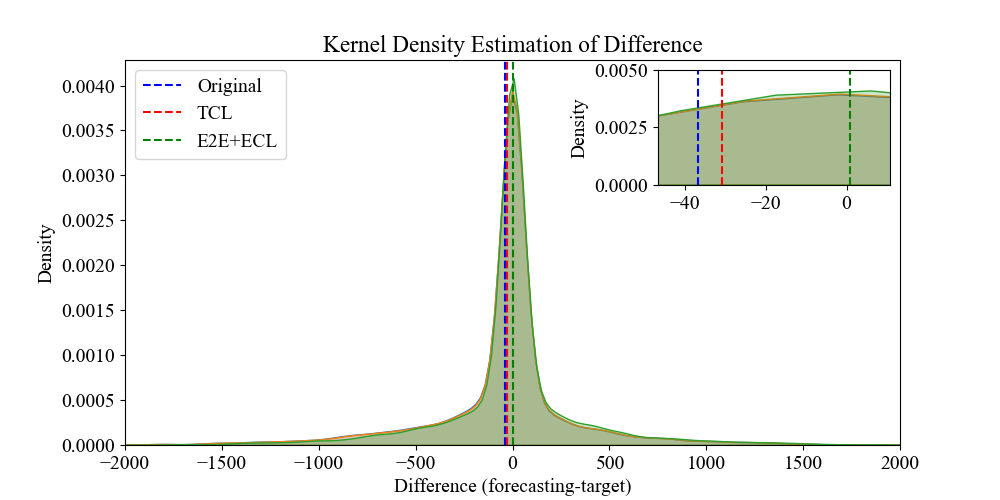 Kernel Density Estimation of Difference
Original
TCL
E2E+ECL
Density
0.0040
0.0035
0.0030
0.0025
0.0020
0.0015
0.0010
0.0005
0.0000
−2000 −1500 −1000 −500 0 500 1000 1500 2000
Difference (forecasting-target)
Density
0.0050
0.0025
0.0000
−40 −20 0